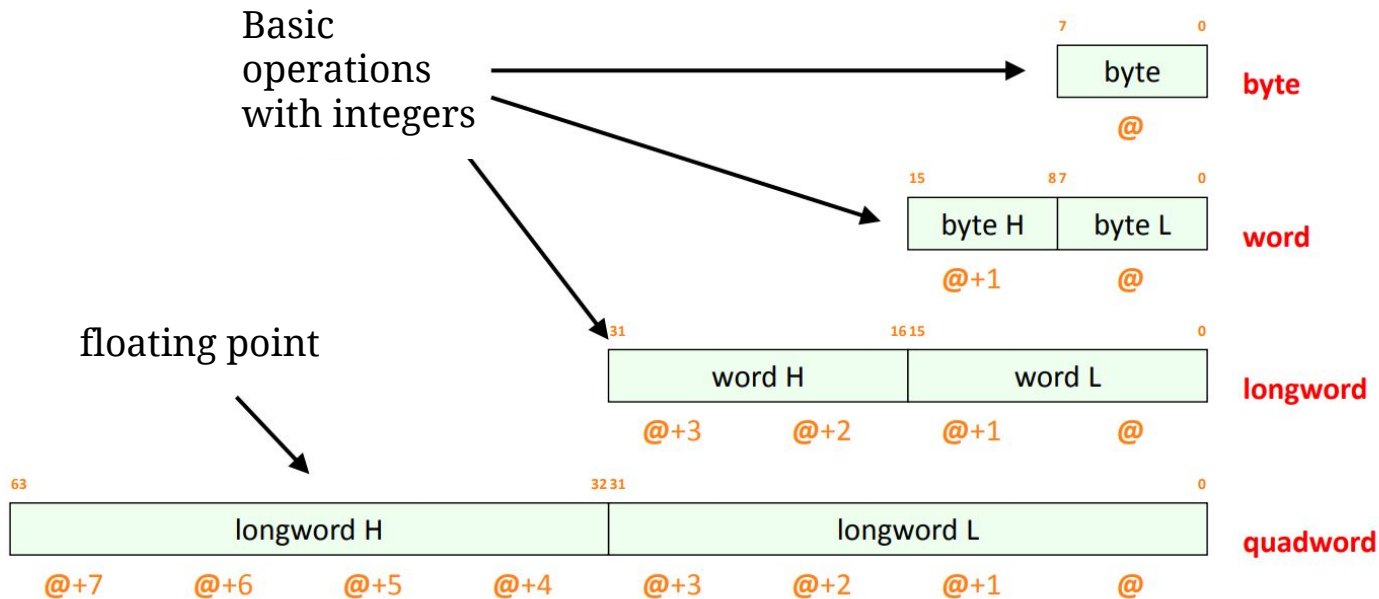 Basic
operations
with integers
7 0
byte
byte
@
15 8 7 0
byte H byte L
word
@+1 @
floating point
31 16 15 0
word H word L
longword
@+3 @+2 @+1 @
63 32 31 0
longword H longword L
quadword
@+7 @+6 @+5 @+4 @+3 @+2 @+1 @